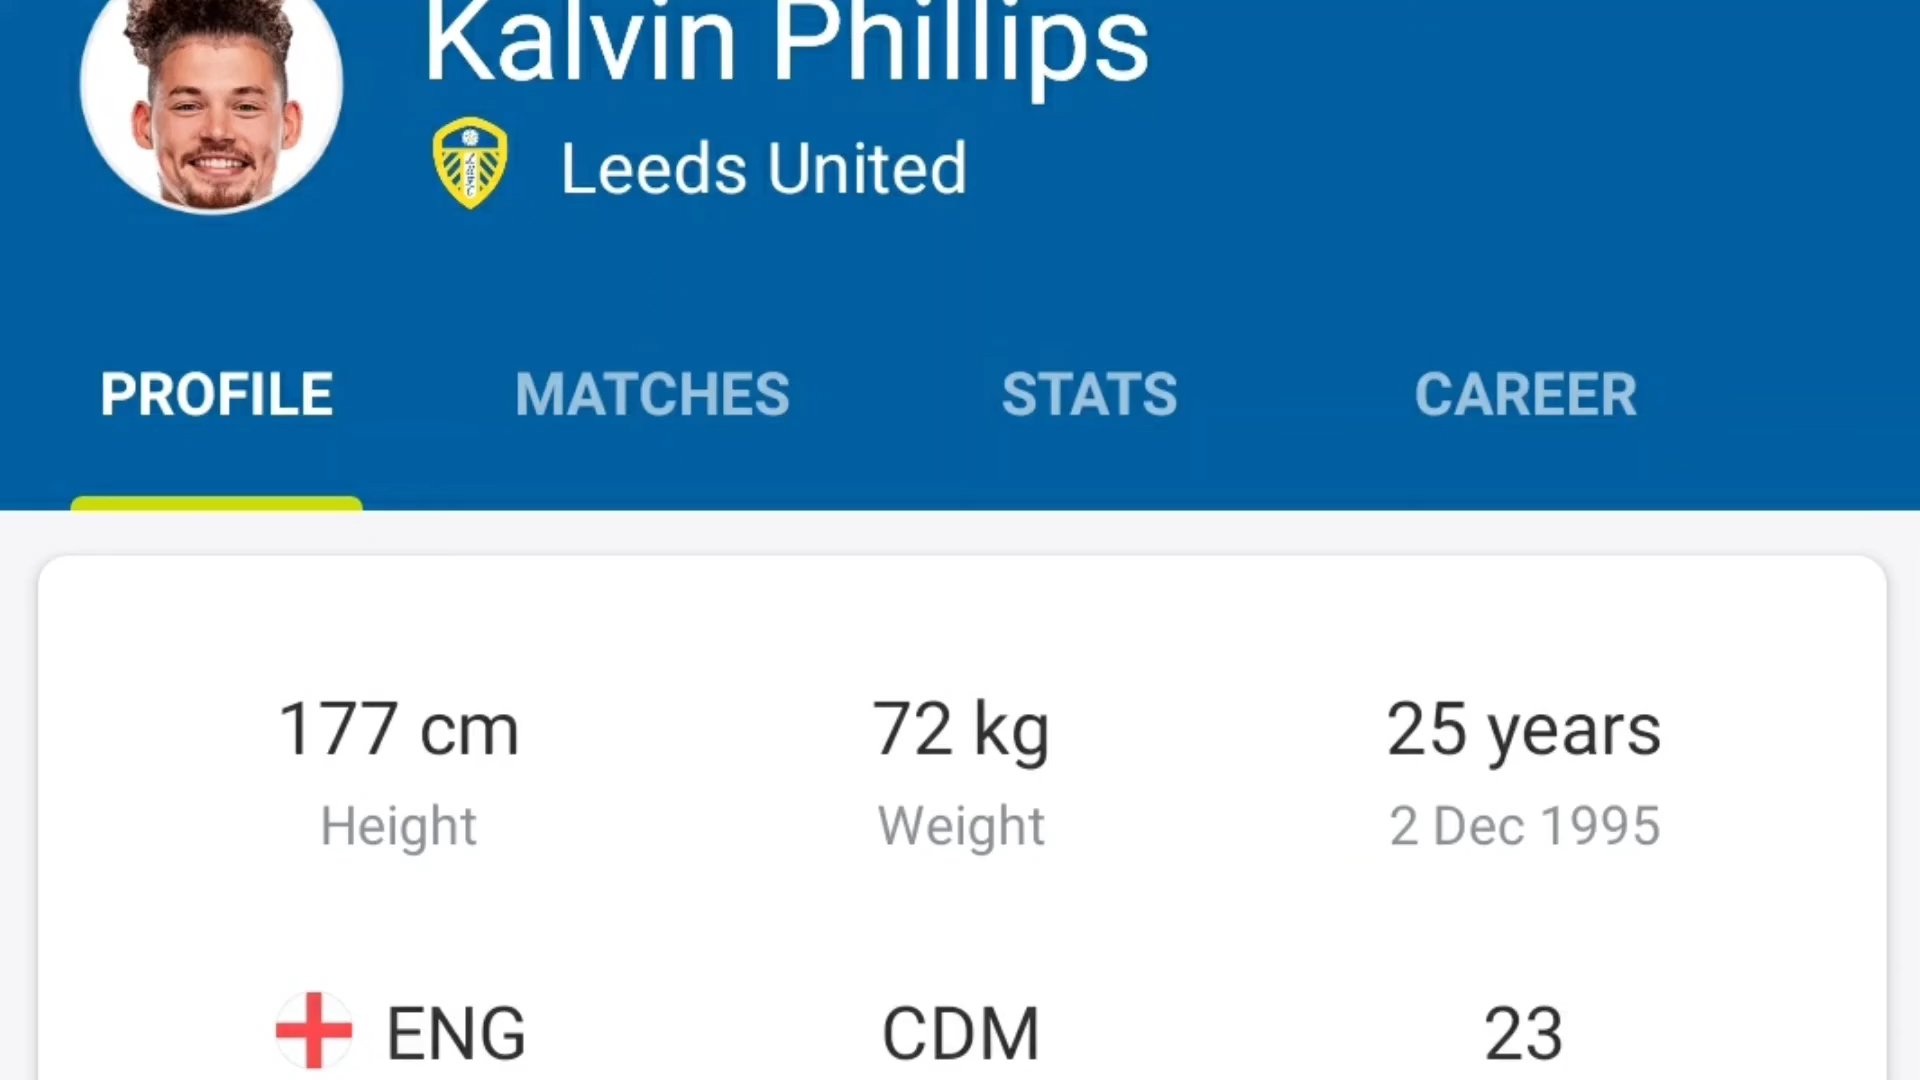 Kalvin Phillips
Leeds United
PROFILE MATCHES STATS CAREER
177 cm 72 kg 25 years
Height Weight 2 Dec 1995
ENG CDM 23